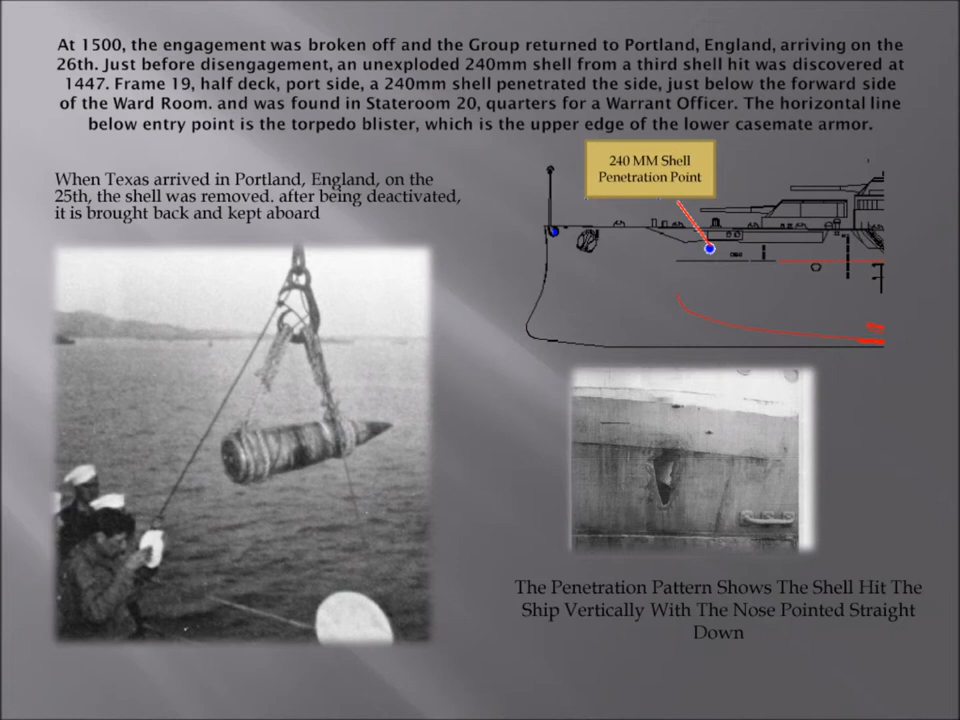 At 1500, the engagement was broken off and the Group returned to Portland, England, arriving on the
26th. Just before disengagement, an unexploded 240mm shell from a third shell hit was discovered at
1447. Frame 19, half deck, port side, a 240mm shell penetrated the side, just below the forward side
of the Ward Room. and was found in Stateroom 20, quarters for a Warrant Officer. The horizontal line
below entry point is the torpedo blister, which is the upper edge of the lower casemate armor.
When Texas arrived in Portland, England, on the
25th, the shell was removed. after being deactivated,
it is brought back and kept aboard
240 MM Shell
Penetration Point
The Penetration Pattern Shows The Shell Hit The
Ship Vertically With The Nose Pointed Straight
Down